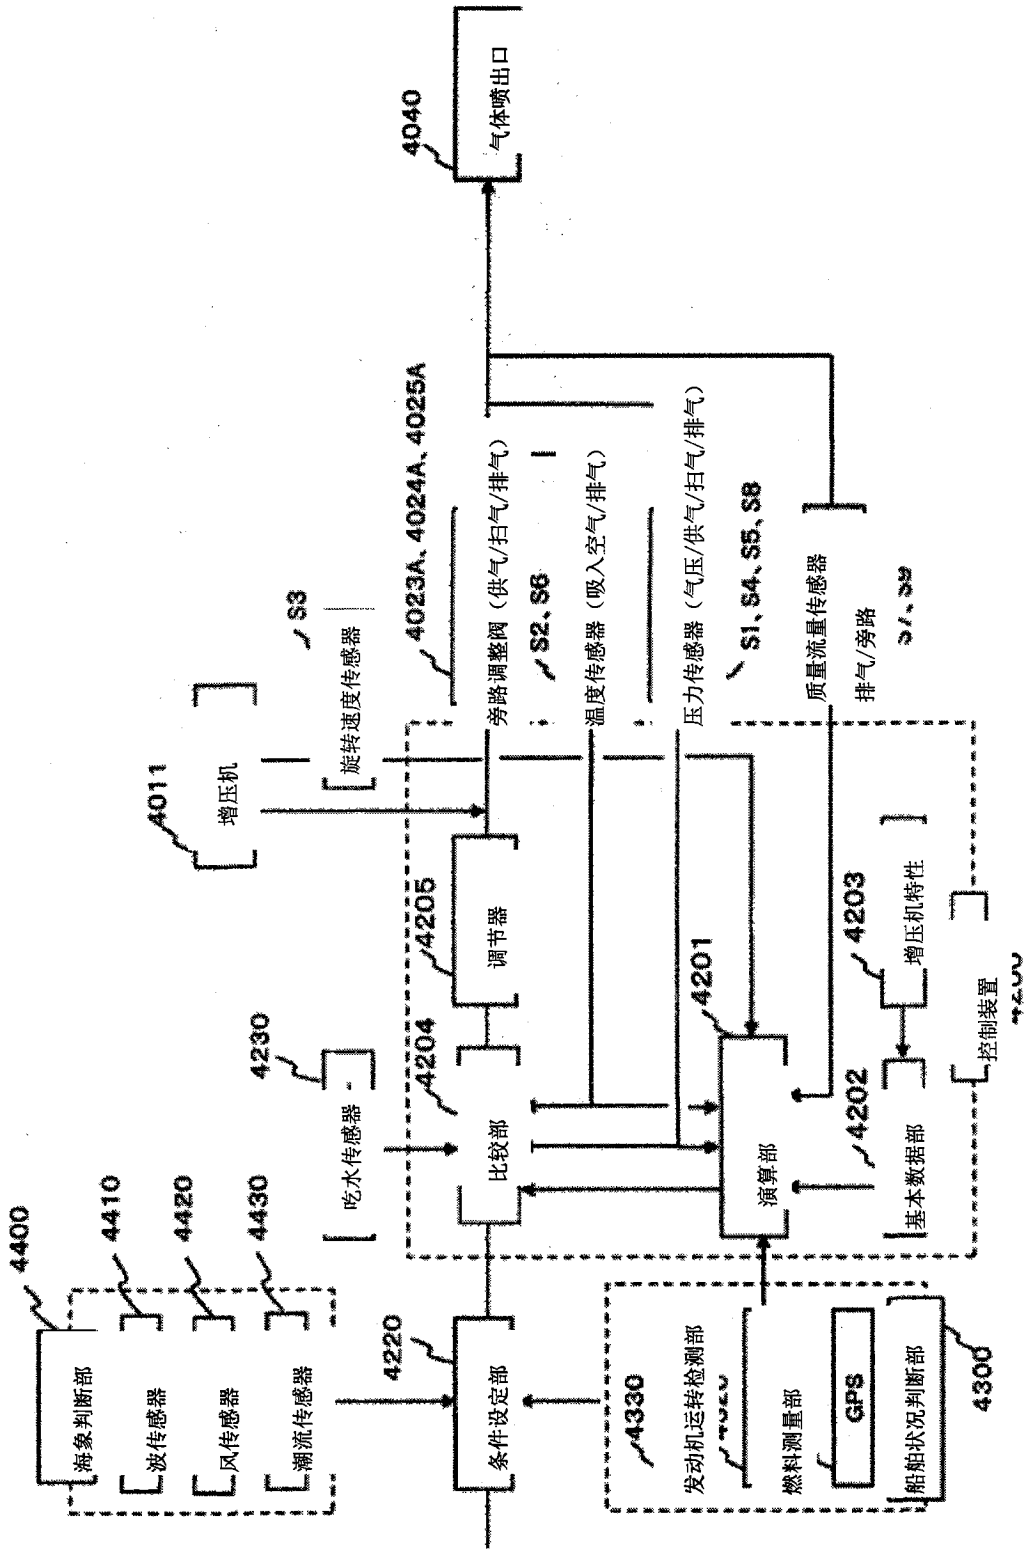 4400
海象判断部
4410
波传感器
4420
风传感器
4430
潮流传感器
4220
条件设定部
4330
发动机运转检测部
燃料测量部
GPS
船舶状况判断部
4300
4230
吃水传感器
4204
比较部
4205
调节器
4201
演算部
4202
基本数据部
4203
增压机特性
控制装置
4011
增压机
S3
旋转速度传感器
4023A、4024A、4025A
旁路调整阀（供气/扫气/排气）
S2、S6
温度传感器（吸入空气/排气）
压力传感器（气压/供气/扫气/排气）
S1、S4、S5、S8
质量流量传感器
排气/旁路
4040
气体喷出口